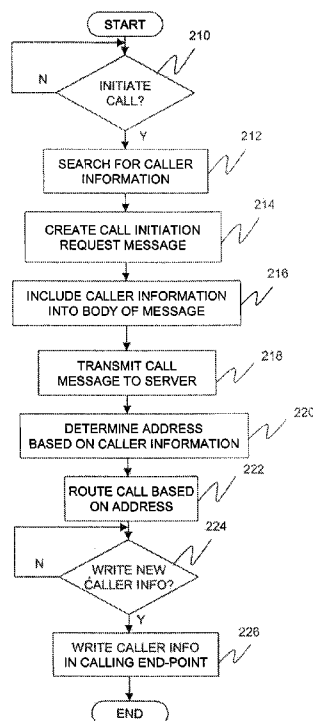 START
210
N
INITIATE
CALL?
Y
212
SEARCH FOR CALLER
INFORMATION
214
CREATE CALL INITIATION
REQUEST MESSAGE
216
INCLUDE CALLER INFORMATION
INTO BODY OF MESSAGE
218
TRANSMIT CALL
MESSAGE TO SERVER
220
DETERMINE ADDRESS
BASED ON CALLER INFORMATION
222
ROUTE CALL BASED
ON ADDRESS
224
N
WRITE NEW
CALLER INFO?
Y
226
WRITE CALLER INFO
IN CALLING END-POINT
END